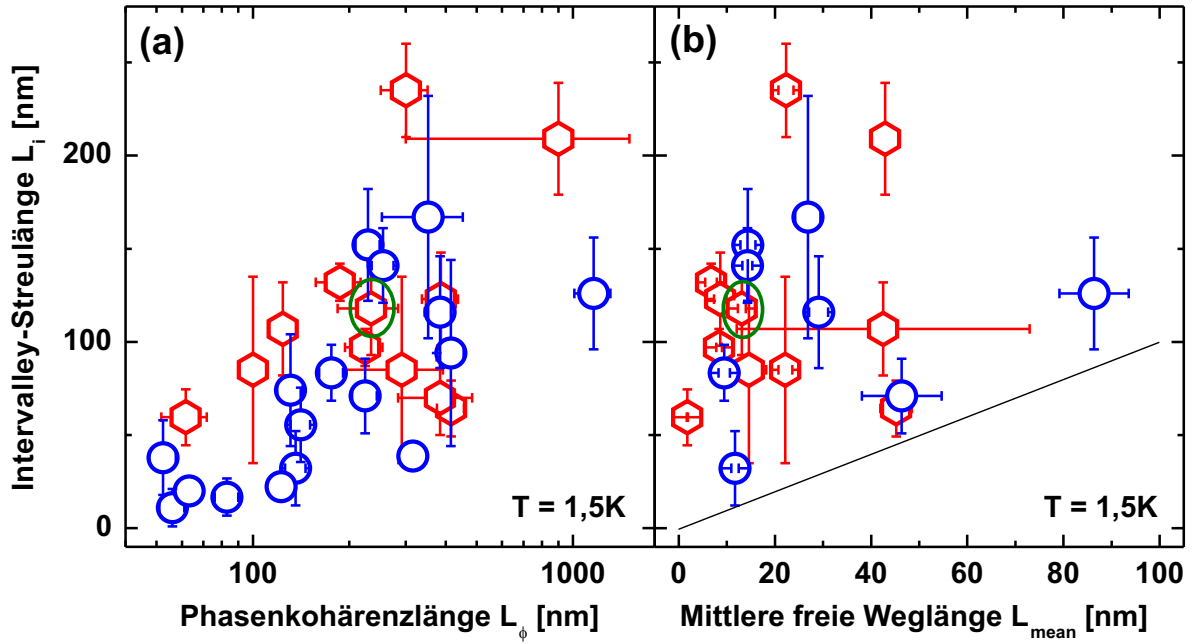 (a)
(b)
Intervalley-Streulänge L_i [nm]
200
100
0
T = 1,5K
T = 1,5K
100
1000
0
20
40
60
80
100
Phasenkohärenzlänge L_ϕ [nm]
Mittlere freie Weglänge L_mean [nm]